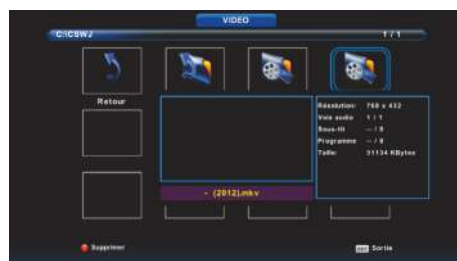 VIDEO
C:\CSWJ 1 / 1
Retour
Résolution: 768 x 432
Voie audio 1 / 1
Sous-tit -- / 0
Programme -- / 0
Taille: 31134 KBytes
- (2012).mkv
Supprimer
Sortie